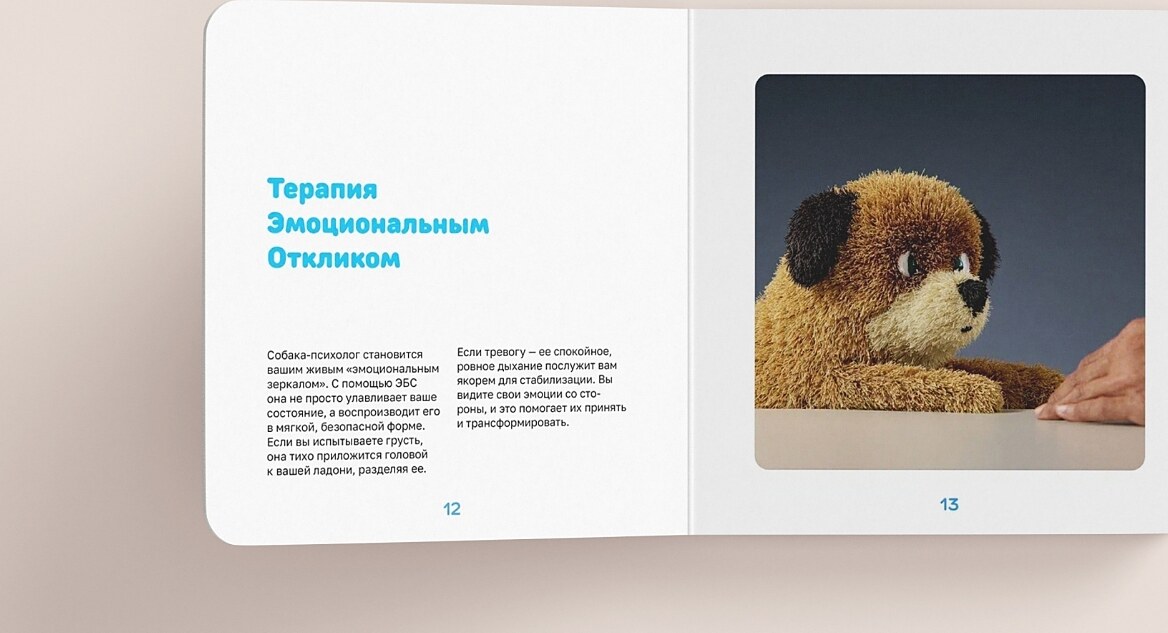 Терапия
Эмоциональным
Откликом
Собака-психолог становится
вашим живым «эмоциональным
зеркалом». С помощью ЭБС
она не просто улавливает ваше
состояние, а воспроизводит его
в мягкой, безопасной форме.
Если вы испытываете грусть,
она тихо приложится головой
к вашей ладони, разделяя ее.
Если тревогу – ее спокойное,
ровное дыхание послужит вам
якорем для стабилизации. Вы
видите свои эмоции со сто-
роны, и это помогает их принять
и трансформировать.
12
13